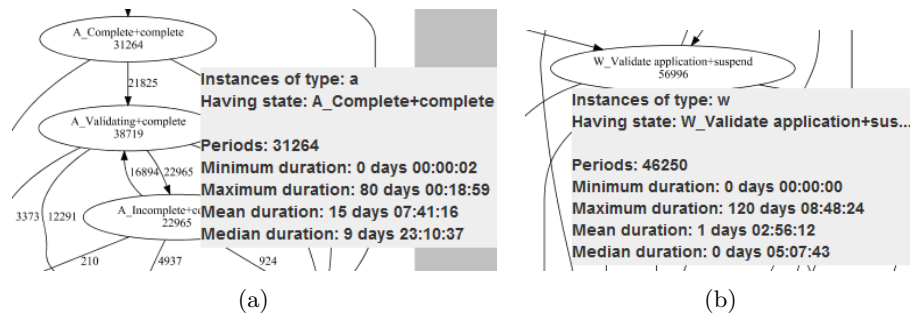 A_Complete+complete
31264
21825
A_Validating+complete
38719
16894 22965
3373 12291
A_Incomplete+co
22965
210 4937 924
Instances of type: a
Having state: A_Complete+complete
Periods: 31264
Minimum duration: 0 days 00:00:02
Maximum duration: 80 days 00:18:59
Mean duration: 15 days 07:41:16
Median duration: 9 days 23:10:37
(a)
W_Validate application+suspend
56996
Instances of type: w
Having state: W_Validate application+sus...
Periods: 46250
Minimum duration: 0 days 00:00:00
Maximum duration: 120 days 08:48:24
Mean duration: 1 days 02:56:12
Median duration: 0 days 05:07:43
(b)